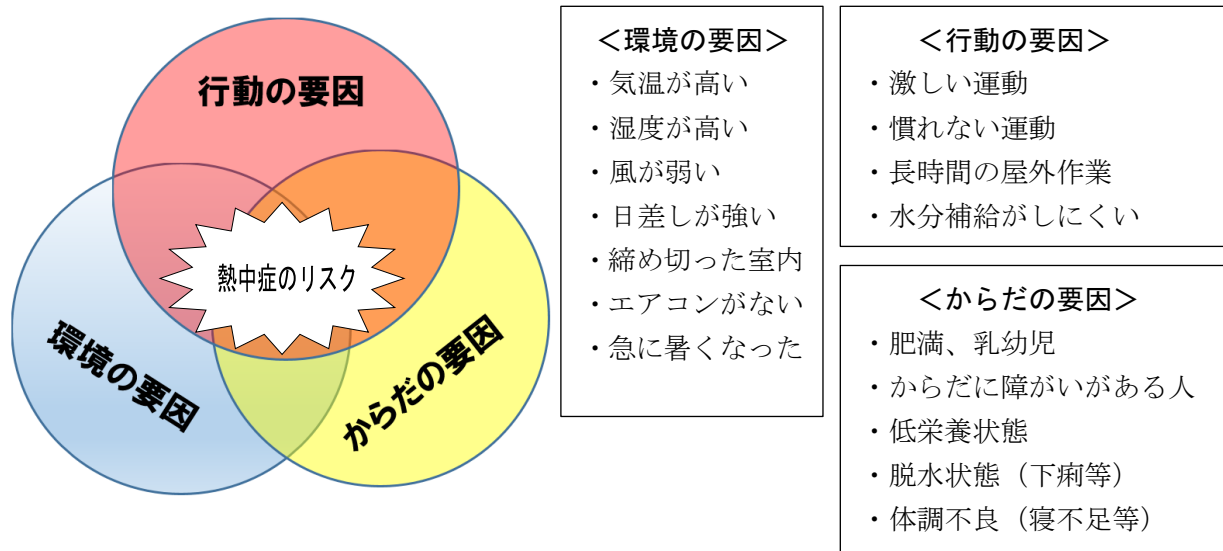 行動の要因
熱中症のリスク
環境の要因
からだの要因
＜環境の要因＞
・気温が高い
・湿度が高い
・風が弱い
・日差しが強い
・締め切った室内
・エアコンがない
・急に暑くなった
＜行動の要因＞
・激しい運動
・慣れない運動
・長時間の屋外作業
・水分補給がしにくい
＜からだの要因＞
・肥満、乳幼児
・からだに障がいがある人
・低栄養状態
・脱水状態（下痢等）
・体調不良（寝不足等）